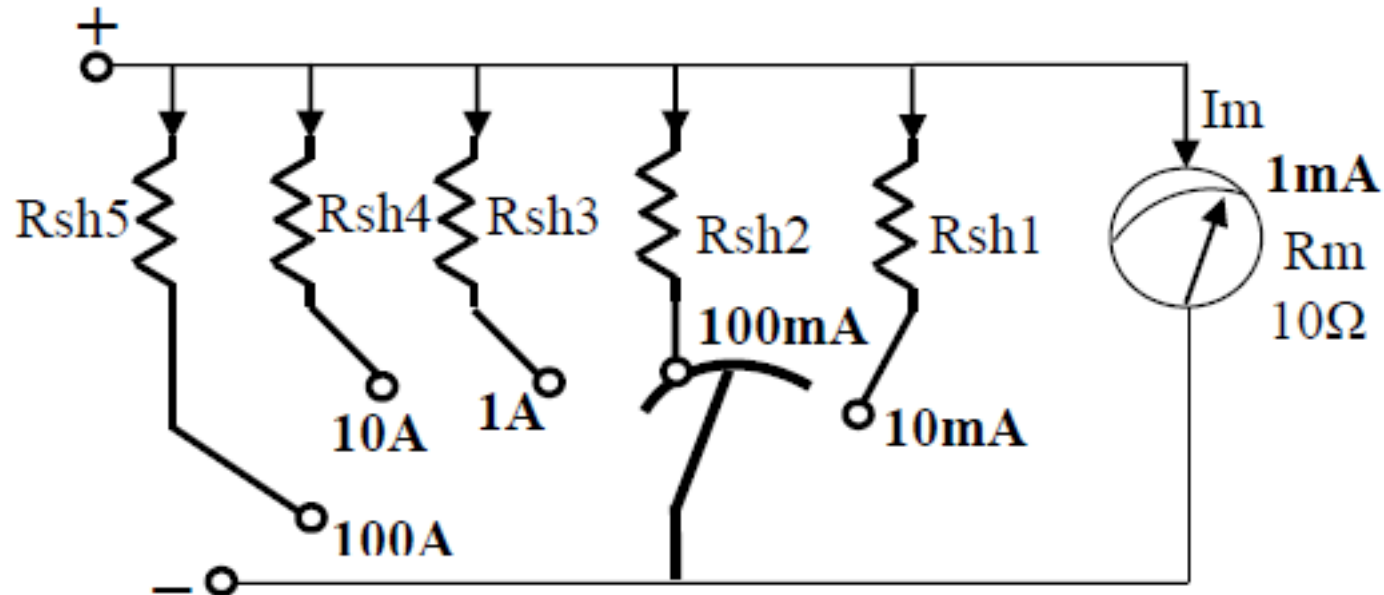 +
Im
1mA
Rsh5
Rsh4
Rsh3
Rsh2
Rsh1
Rm
10Ω
100mA
10A
1A
10mA
100A
−